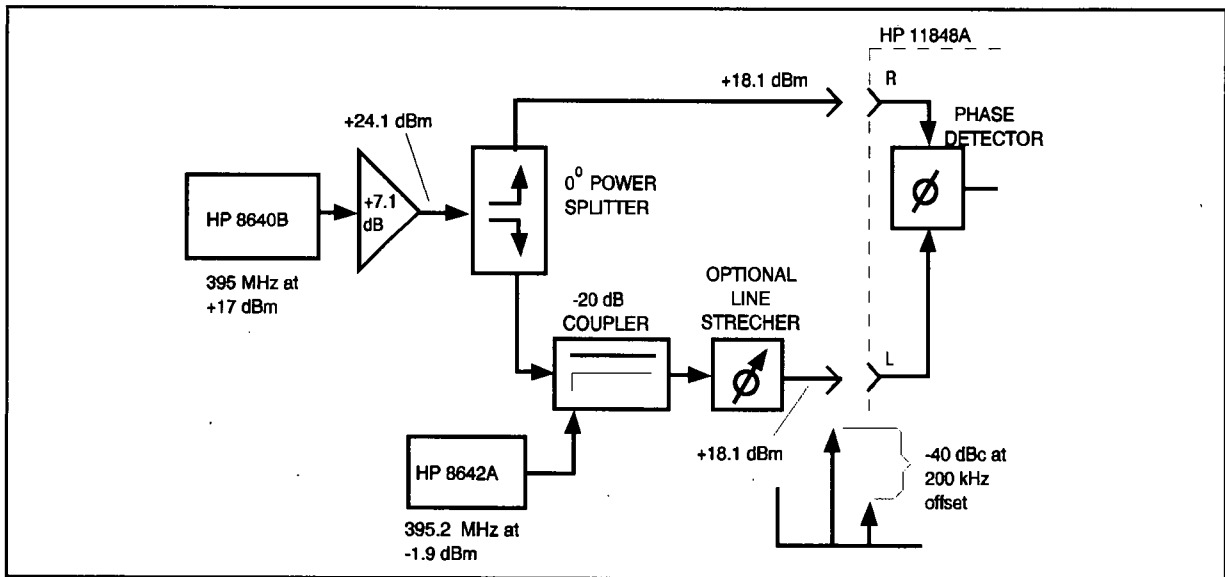 HP 11848A
+18.1 dBm
R
PHASE
DETECTOR
+24.1 dBm
0⁰ POWER
SPLITTER
+7.1
dB
HP 8640B
395 MHz at
+17 dBm
-20 dB
COUPLER
OPTIONAL
LINE
STRECHER
L
+18.1 dBm
HP 8642A
395.2 MHz at
-1.9 dBm
-40 dBc at
200 kHz
offset